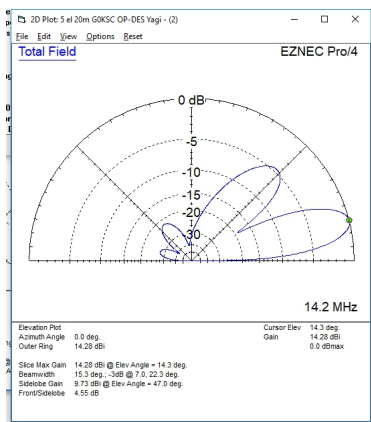 2D Plot: 5 el 20m G0KSC OP-DES Yagi - (2)
File Edit View Options Reset
Total Field
EZNEC Pro/4
0 dB
-5
-10
-15
-20
-30
14.2 MHz
Elevation Plot
Azimuth Angle 0.0 deg.
Outer Ring 14.28 dBi
Cursor Elev 14.3 deg.
Gain 14.28 dBi
0.0 dBmax
Slice Max Gain 14.28 dBi @ Elev Angle = 14.3 deg.
Beamwidth 15.3 deg.; -3dB @ 7.0, 22.3 deg.
Sidelobe Gain 9.73 dBi @ Elev Angle = 47.0 deg.
Front/Sidelobe 4.55 dB